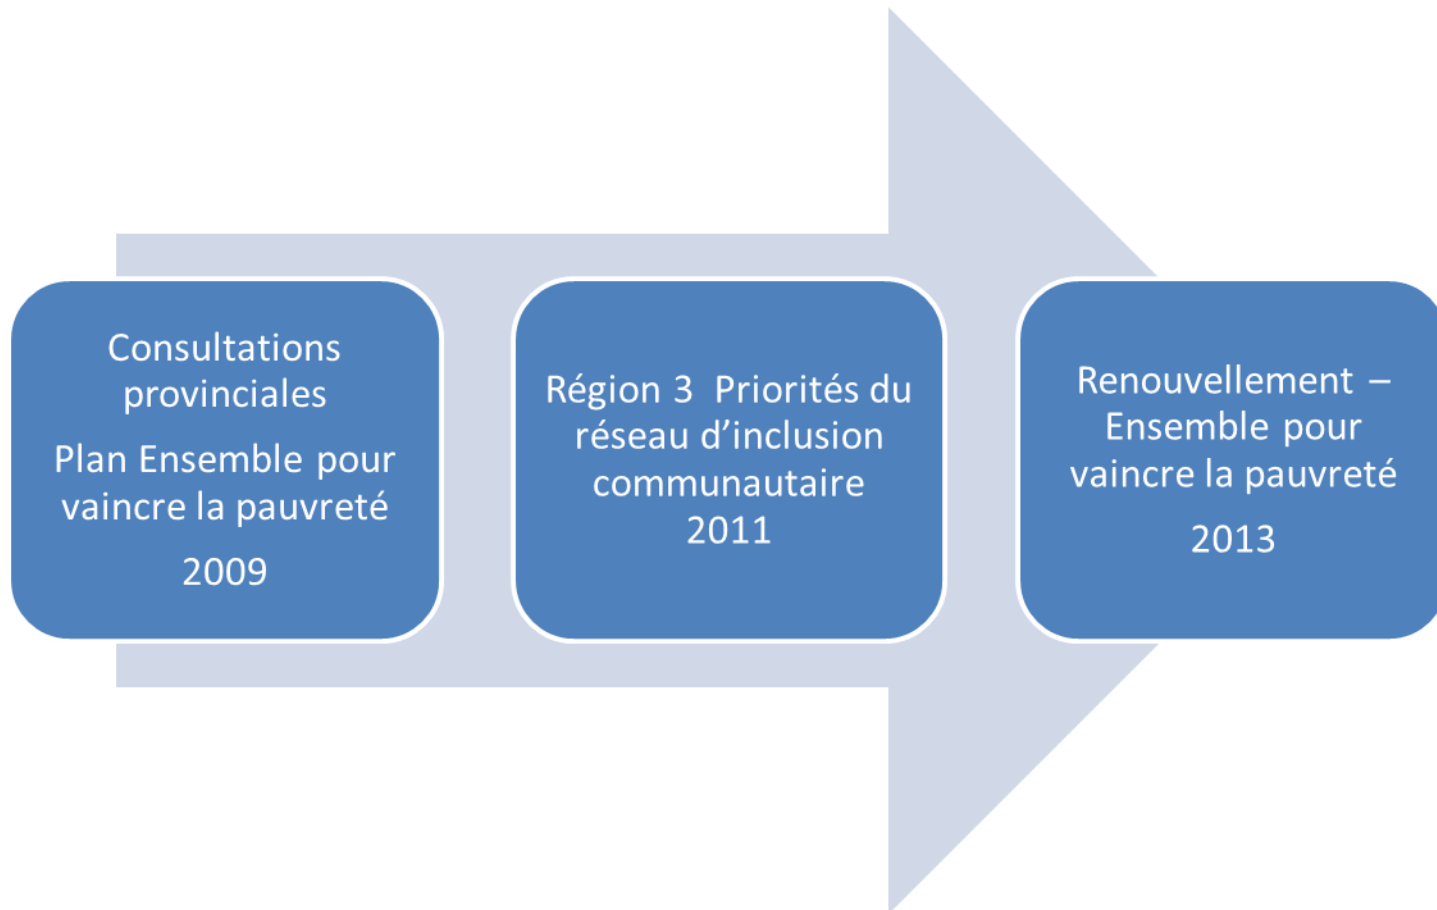 Consultations
provinciales
Plan Ensemble pour
vaincre la pauvreté
2009
Région 3  Priorités du
réseau d’inclusion
communautaire
2011
Renouvellement –
Ensemble pour
vaincre la pauvreté
2013